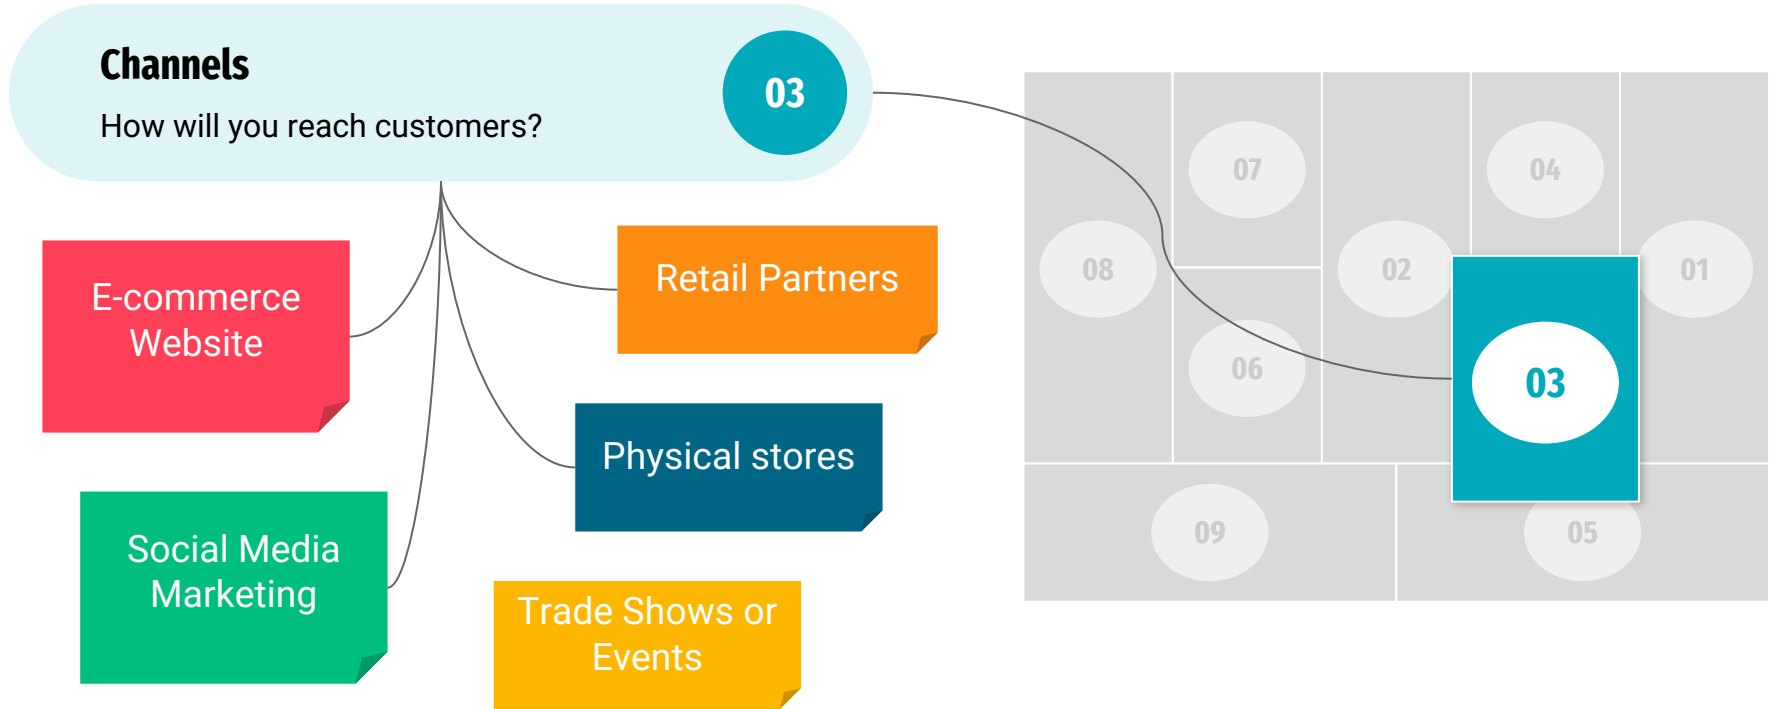 Channels
How will you reach customers?
03
E-commerce
Website
Retail Partners
Physical stores
Social Media
Marketing
Trade Shows or
Events
07
04
08
02
01
06
03
09
05